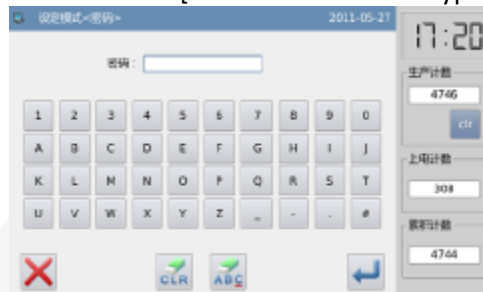 设定模式<密码> 2011-05-27
17:20
密码：
生产计数
4746
clr
1 2 3 4 5 6 7 8 9 0
A B C D E F G H I J
K L M N O P Q R S T
U V W X Y Z _ - . #
上电计数
308
累积计数
4744
CLR ABC